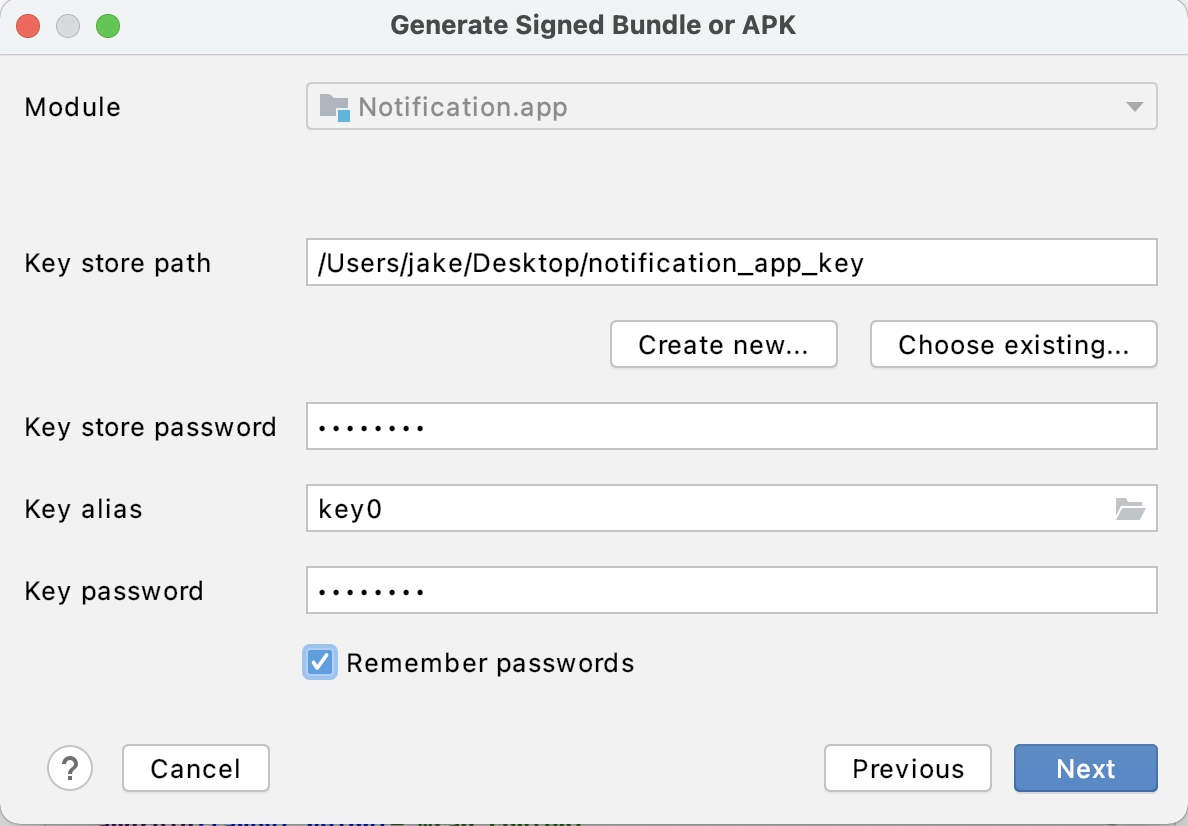 Generate Signed Bundle or APK
Module
Notification.app
Key store path
/Users/jake/Desktop/notification_app_key
Create new...
Choose existing...
Key store password
••••••••
Key alias
key0
Key password
••••••••
Remember passwords
?
Cancel
Previous
Next